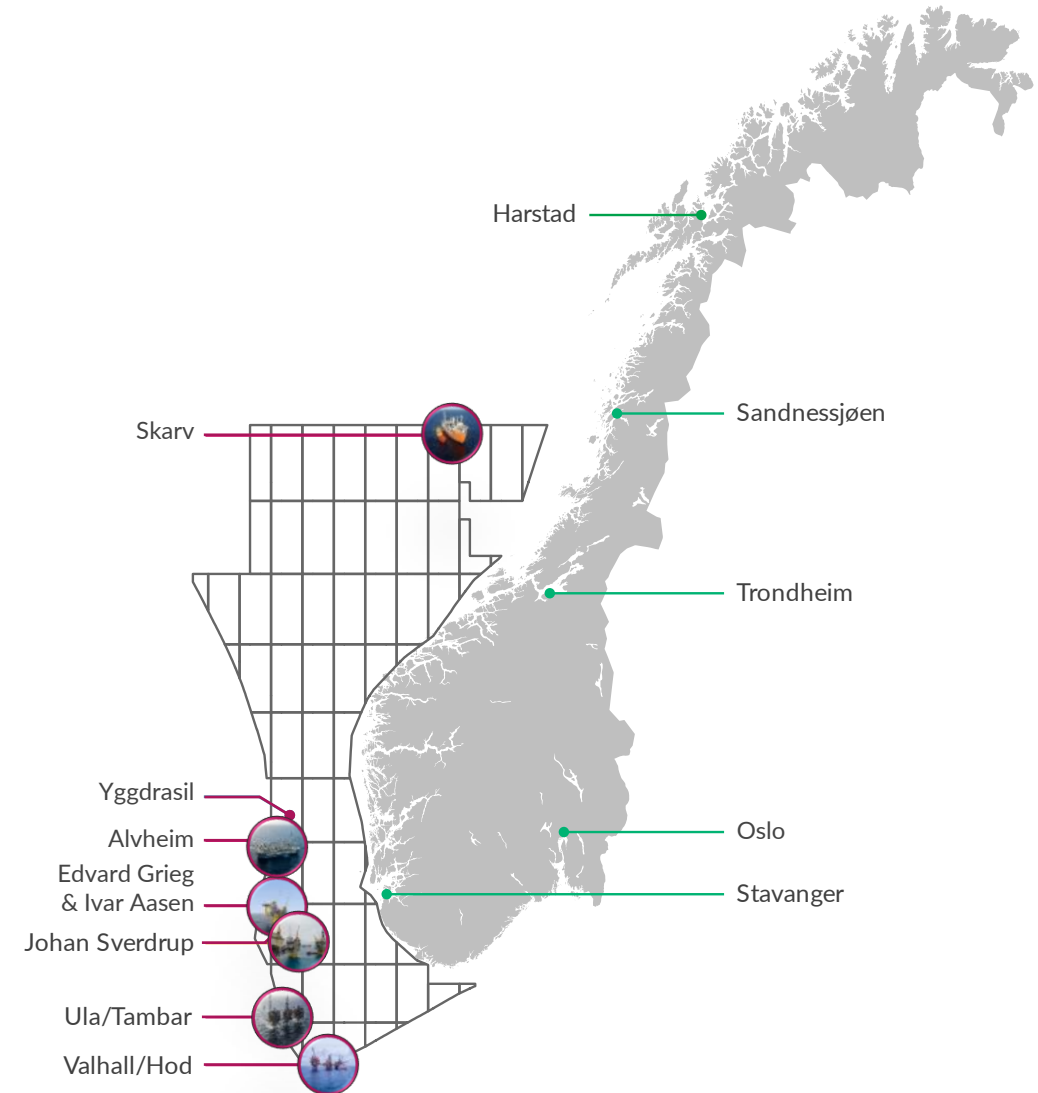 Harstad
Sandnessjøen
Skarv
Trondheim
Yggdrasil
Alvheim
Oslo
Edvard Grieg
& Ivar Aasen
Stavanger
Johan Sverdrup
Ula/Tambar
Valhall/Hod